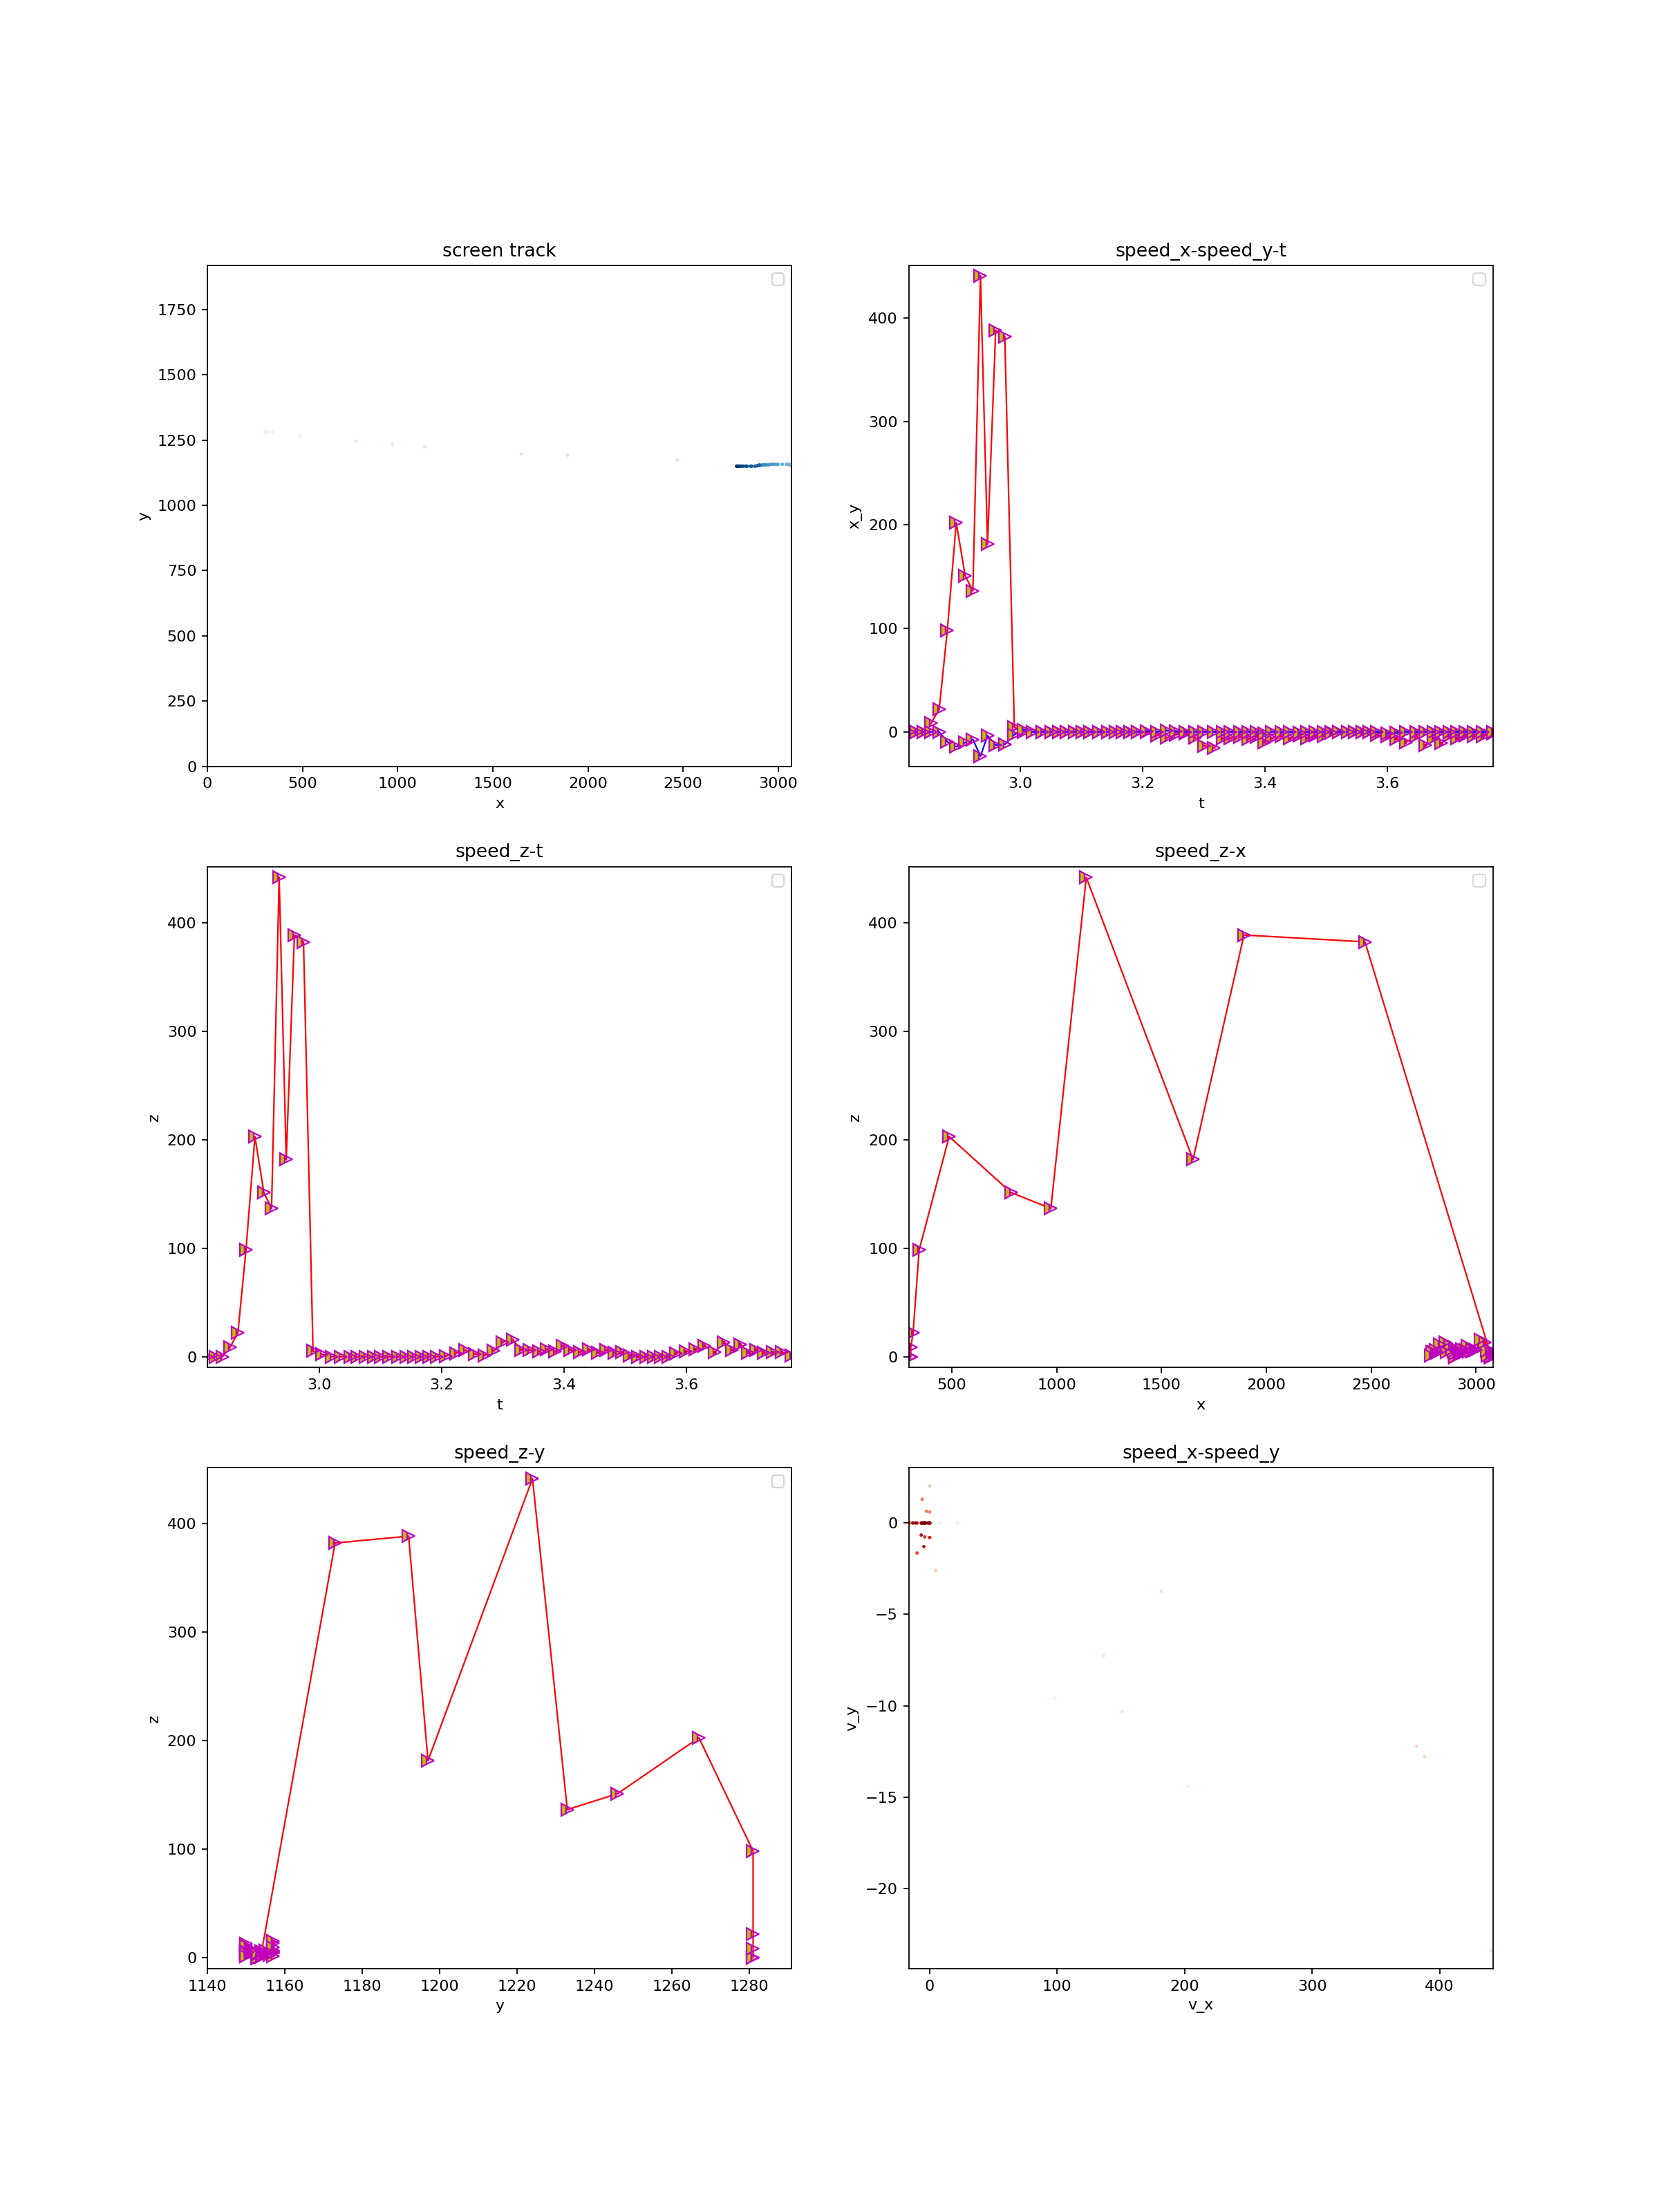 screen track
1750
1500
1250
1000
750
500
250
0
y
0 500 1000 1500 2000 2500 3000
x
speed_x-speed_y-t
400
300
200
100
0
x_y
3.0 3.2 3.4 3.6
t
speed_z-t
400
300
200
100
0
z
3.0 3.2 3.4 3.6
t
speed_z-x
400
300
200
100
0
z
500 1000 1500 2000 2500 3000
x
speed_z-y
400
300
200
100
0
z
1140 1160 1180 1200 1220 1240 1260 1280
y
speed_x-speed_y
0
−5
−10
−15
−20
v_y
0 100 200 300 400
v_x